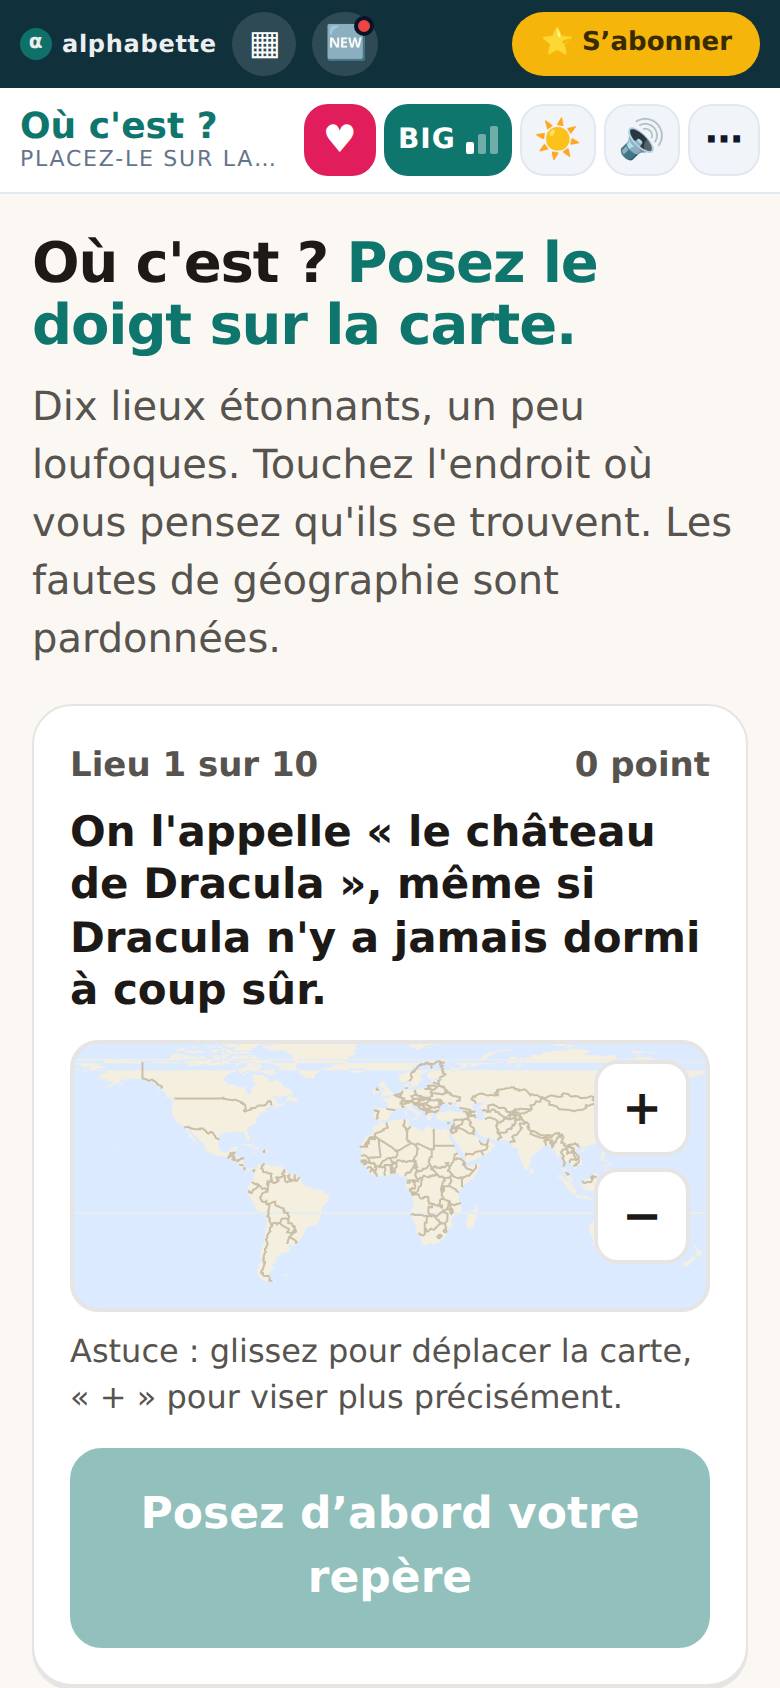 α alphabette
NEW
⭐ S’abonner
Où c'est ?
PLACEZ-LE SUR LA…
BIG
Où c'est ? Posez le
doigt sur la carte.
Dix lieux étonnants, un peu
loufoques. Touchez l'endroit où
vous pensez qu'ils se trouvent. Les
fautes de géographie sont
pardonnées.
Lieu 1 sur 10
0 point
On l'appelle « le château
de Dracula », même si
Dracula n'y a jamais dormi
à coup sûr.
+
−
Astuce : glissez pour déplacer la carte,
« + » pour viser plus précisément.
Posez d’abord votre
repère